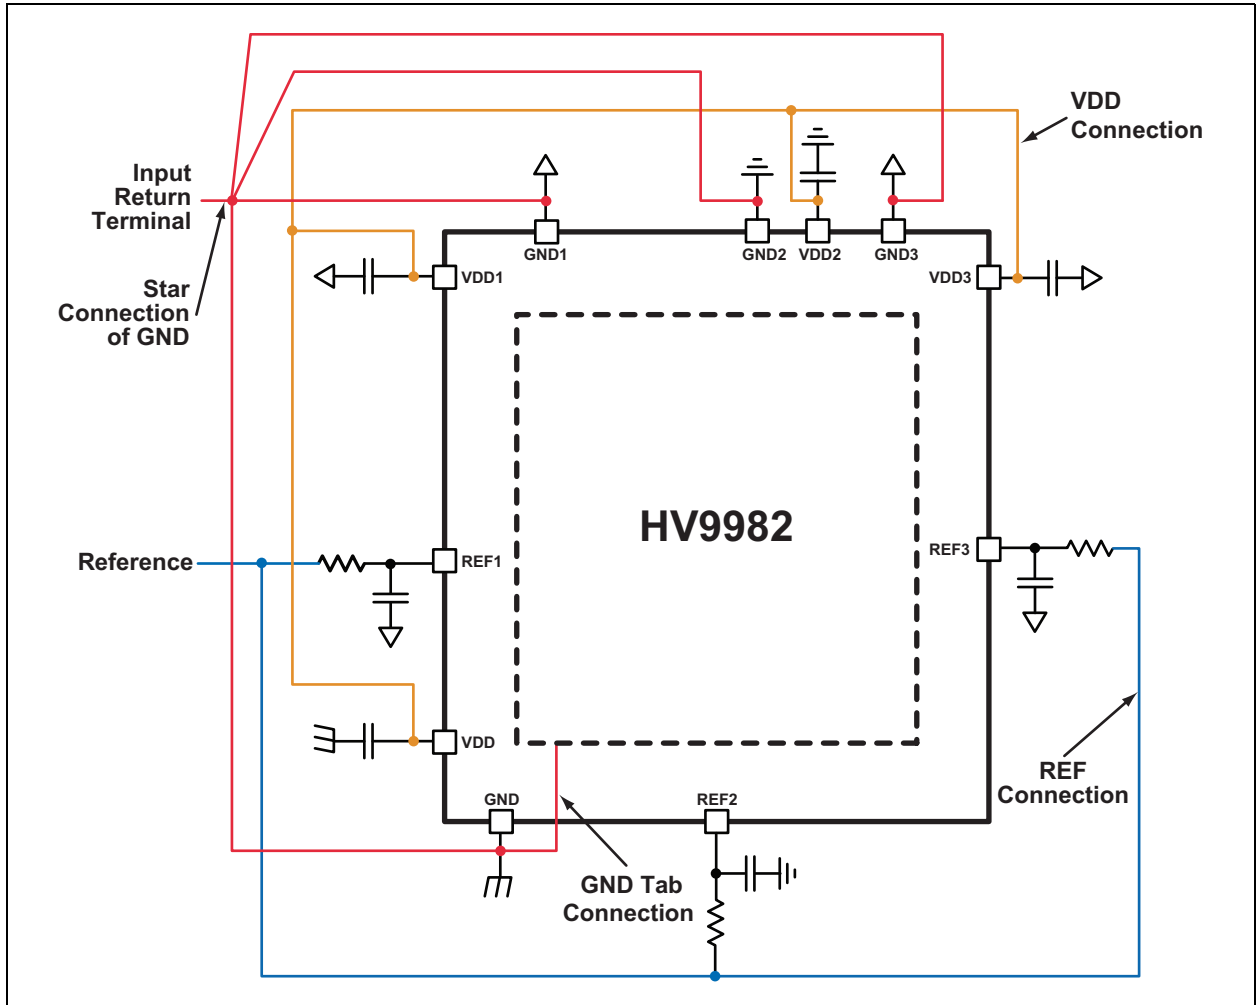 VDD
Connection
Input
Return
Terminal
GND1
GND2
VDD2
GND3
VDD1
VDD3
Star
Connection
of GND
HV9982
Reference
REF1
REF3
VDD
REF
Connection
GND
REF2
GND Tab
Connection